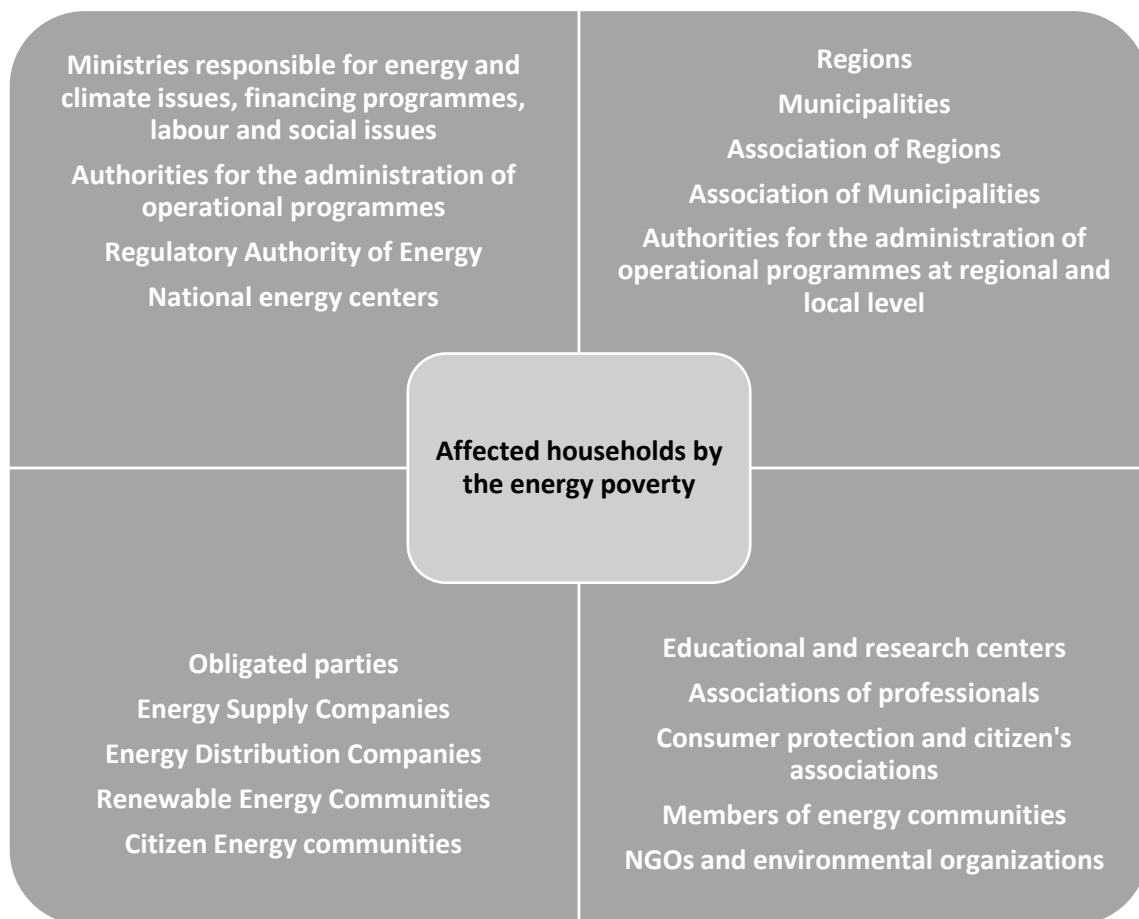 Ministries responsible for energy and
climate issues, financing programmes,
labour and social issues
Authorities for the administration of
operational programmes
Regulatory Authority of Energy
National energy centers
Regions
Municipalities
Association of Regions
Association of Municipalities
Authorities for the administration of
operational programmes at regional and
local level
Affected households by
the energy poverty
Obligated parties
Energy Supply Companies
Energy Distribution Companies
Renewable Energy Communities
Citizen Energy communities
Educational and research centers
Associations of professionals
Consumer protection and citizen's
associations
Members of energy communities
NGOs and environmental organizations